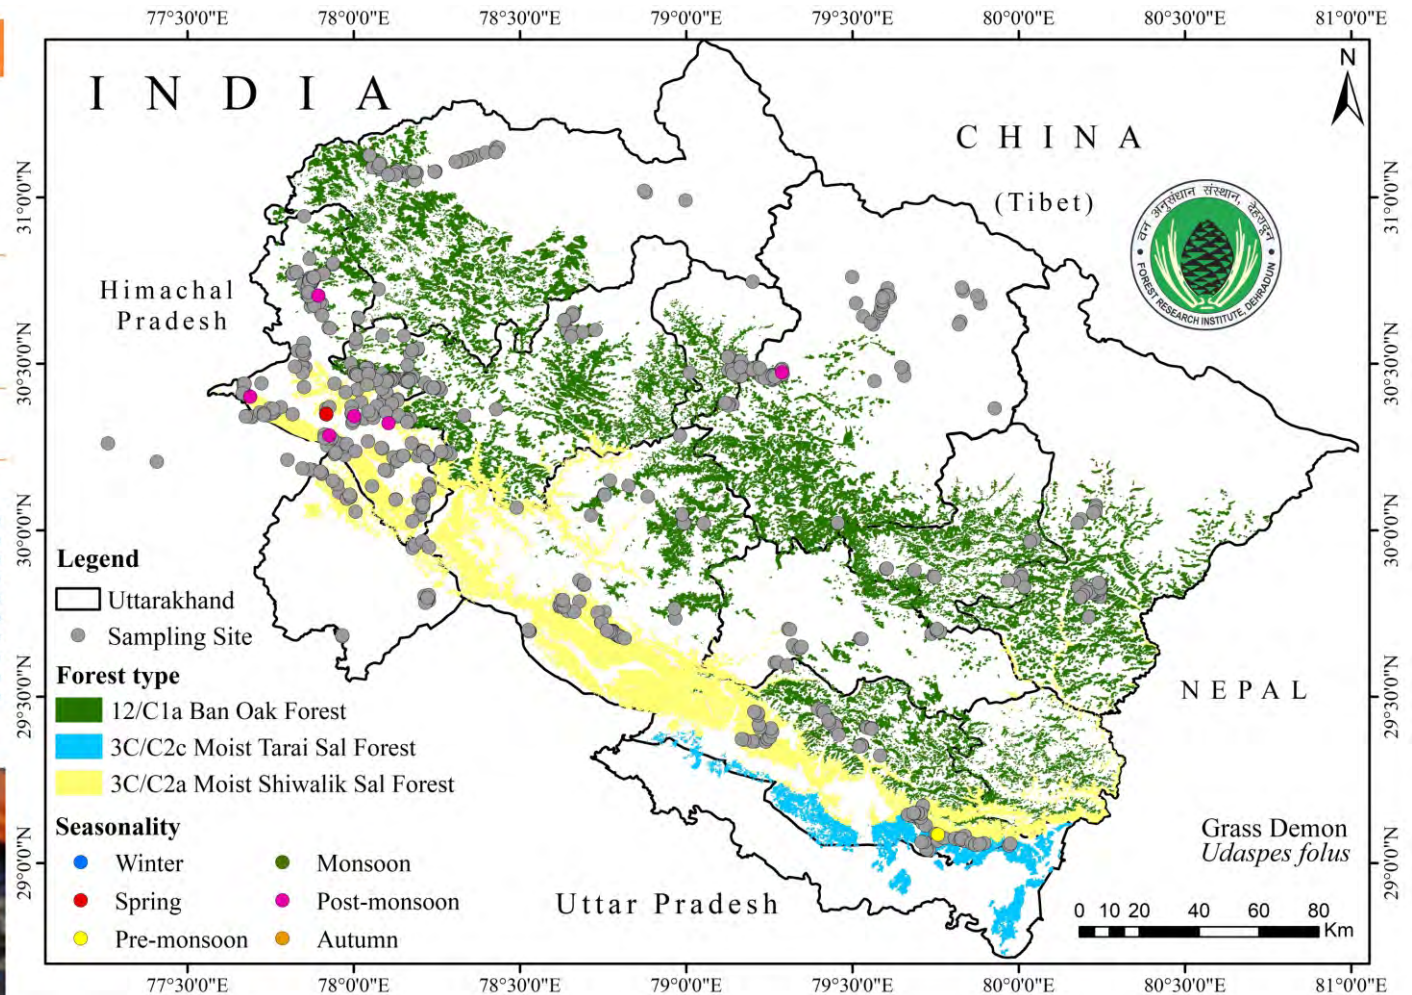 77°30'0"E 78°0'0"E 78°30'0"E 79°0'0"E 79°30'0"E 80°0'0"E 80°30'0"E 81°0'0"E
INDIA
N
CHINA
(Tibet)
वन अनुसंधान संस्थान, देहरादून
FOREST RESEARCH INSTITUTE, DEHRADUN
Himachal
Pradesh
31°0'0"N
30°30'0"N
30°0'0"N
29°30'0"N
29°0'0"N
31°0'0"N
30°30'0"N
30°0'0"N
29°30'0"N
29°0'0"N
Legend
Uttarakhand
Sampling Site
Forest type
12/C1a Ban Oak Forest
3C/C2c Moist Tarai Sal Forest
3C/C2a Moist Shiwalik Sal Forest
Seasonality
Winter
Spring
Pre-monsoon
Monsoon
Post-monsoon
Autumn
NEPAL
Uttar Pradesh
Grass Demon
Udaspes folus
0 10 20 40 60 80
Km
77°30'0"E 78°0'0"E 78°30'0"E 79°0'0"E 79°30'0"E 80°0'0"E 80°30'0"E 81°0'0"E